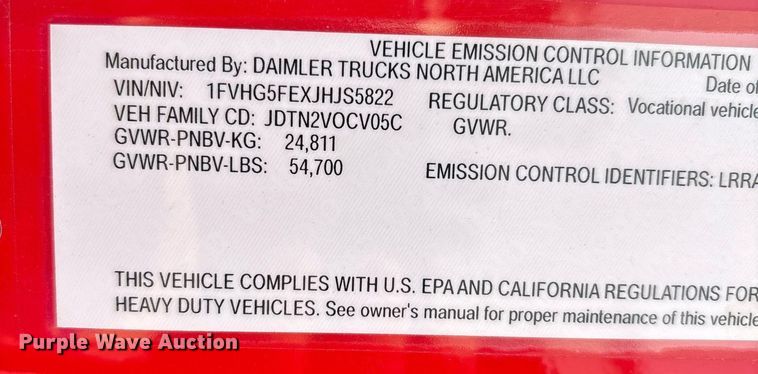 VEHICLE EMISSION CONTROL INFORMATION
Manufactured By: DAIMLER TRUCKS NORTH AMERICA LLC Date of
VIN/NIV: 1FVHG5FEXJHJS5822 REGULATORY CLASS: Vocational vehicle
VEH FAMILY CD: JDTN2VOCV05C GVWR.
GVWR-PNBV-KG: 24,811
GVWR-PNBV-LBS: 54,700 EMISSION CONTROL IDENTIFIERS: LRRA
THIS VEHICLE COMPLIES WITH U.S. EPA AND CALIFORNIA REGULATIONS FOR
HEAVY DUTY VEHICLES. See owner's manual for proper maintenance of this vehicle
Purple Wave Auction